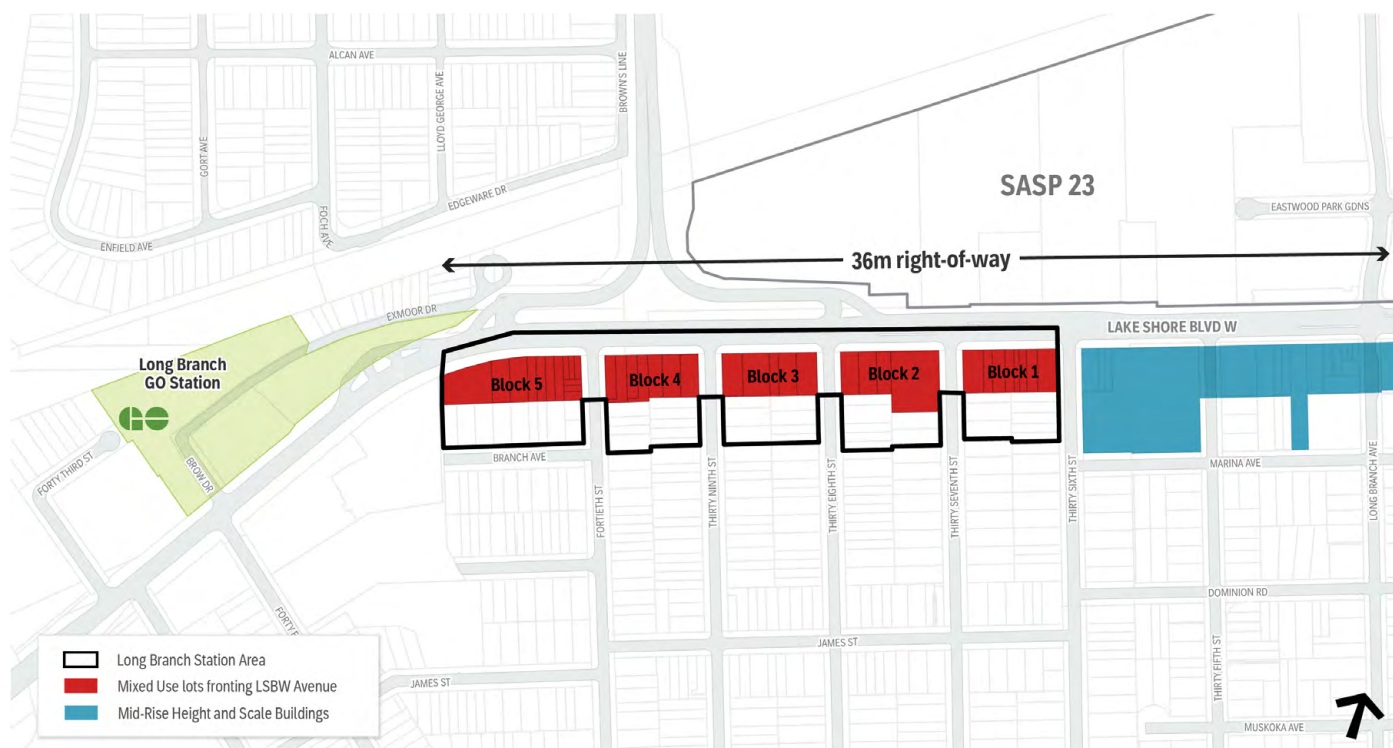 ALCAN AVE
BROWN'S LINE
LLOYD GEORGE AVE
GORT AVE
EDGEWARE DR
FOCH AVE
ENFIELD AVE
SASP 23
EASTWOOD PARK GDNS
36m right-of-way
EXMOOR DR
LAKE SHORE BLVD W
Long Branch
GO Station
GO
Block 5
Block 4
Block 3
Block 2
Block 1
BRANCH AVE
MARINA AVE
FORTY THIRD ST
BROW DR
FORTIETH ST
THIRTY NINTH ST
THIRTY EIGHTH ST
THIRTY SEVENTH ST
THIRTY SIXTH ST
LONG BRANCH AVE
DOMINION RD
JAMES ST
THIRTY FIFTH ST
JAMES ST
MUSKOKA AVE
Long Branch Station Area
Mixed Use lots fronting LSBW Avenue
Mid-Rise Height and Scale Buildings